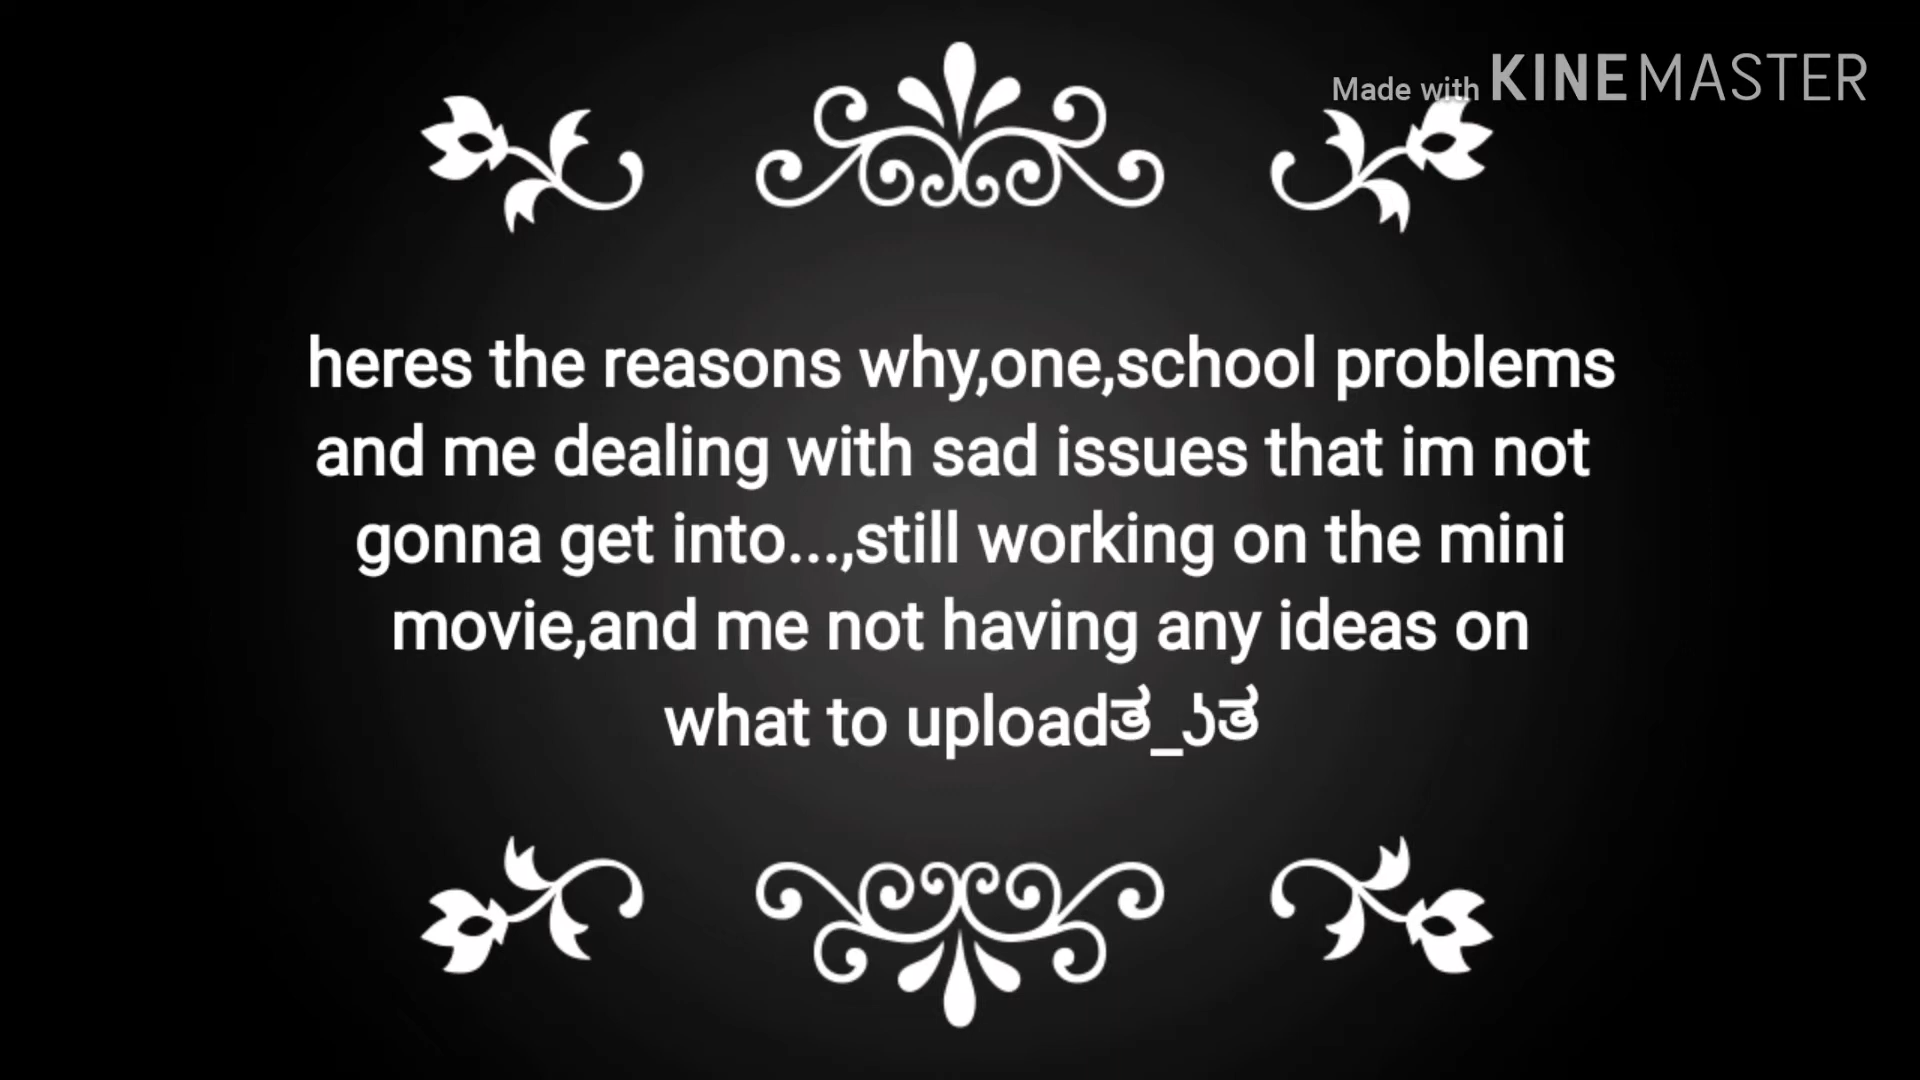 Made with KINEMASTER
heres the reasons why,one,school problems
and me dealing with sad issues that im not
gonna get into...,still working on the mini
movie,and me not having any ideas on
what to uploadತ_ʖತ